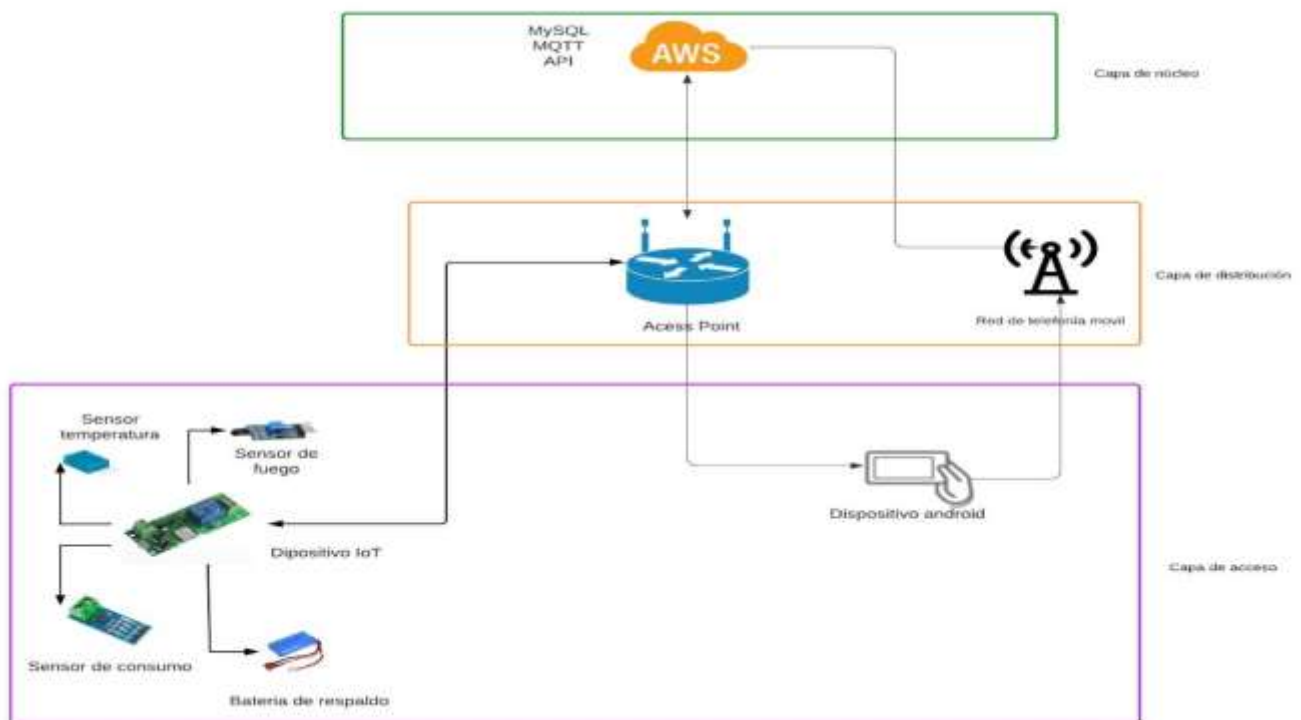 MySQL
MQTT
API
AWS
Capa de núcleo
Acess Point
Red de telefonía movil
Capa de distribución
Sensor
temperatura
Sensor de
fuego
Dipositivo IoT
Dispositivo android
Capa de acceso
Sensor de consumo
Bateria de respaldo